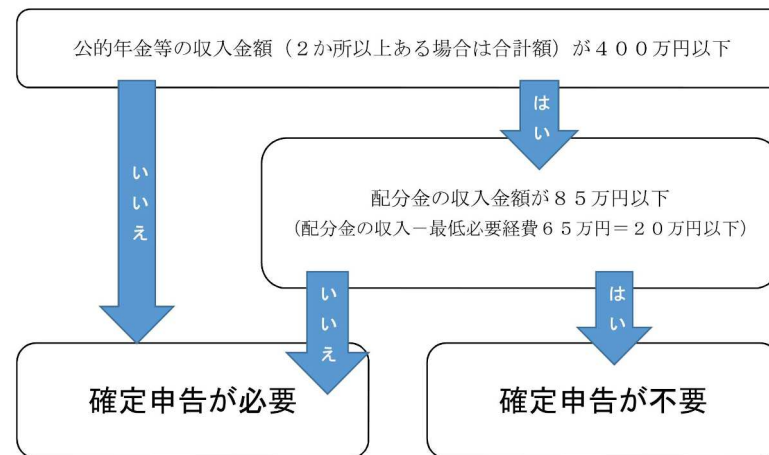 公的年金等の収入金額(２か所以上ある場合は合計額)が４００万円以下
はい
いいえ
配分金の収入金額が８５万円以下
(配分金の収入－最低必要経費６５万円＝２０万円以下)
いいえ
はい
確定申告が必要
確定申告が不要